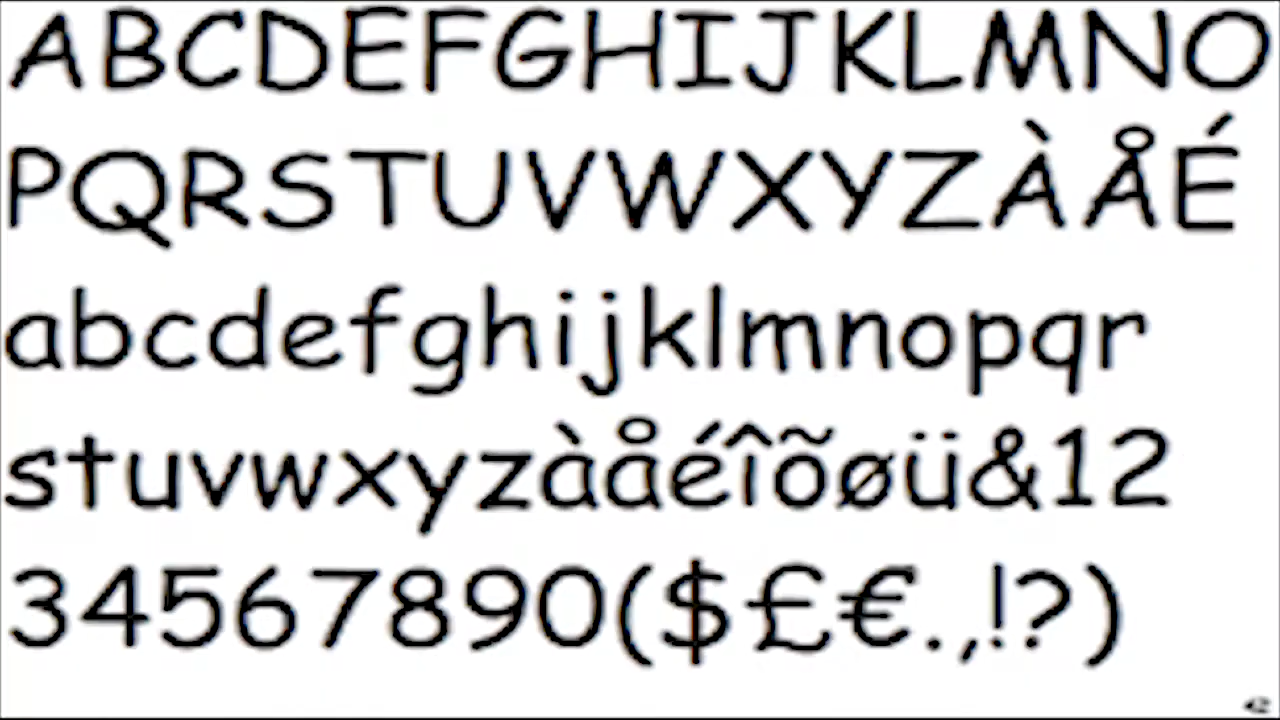 ABCDEFGHIJKLMNO
PQRSTUVWXYZÀÅÉ
abcdefghijklmnopqr
stuvwxyzàåéîõøü&12
34567890($£€.,!?)